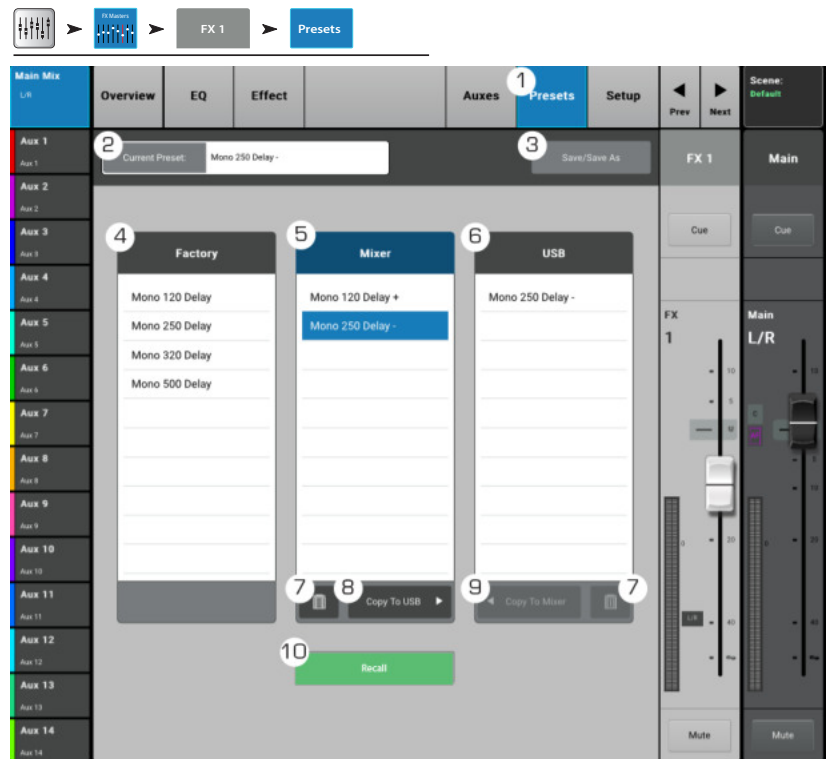 FX Masters
FX 1
Presets
Main Mix
L/R
Overview
EQ
Effect
Auxes
1
Presets
Setup
Prev
Next
Scene:
Default
Aux 1
Aux 1
Aux 2
Aux 2
Aux 3
Aux 3
Aux 4
Aux 4
Aux 5
Aux 5
Aux 6
Aux 6
Aux 7
Aux 7
Aux 8
Aux 8
Aux 9
Aux 9
Aux 10
Aux 10
Aux 11
Aux 11
Aux 12
Aux 12
Aux 13
Aux 13
Aux 14
Aux 14
2
Current Preset:
Mono 250 Delay -
3
Save/Save As
4
Factory
Mono 120 Delay
Mono 250 Delay
Mono 320 Delay
Mono 500 Delay
5
Mixer
Mono 120 Delay +
Mono 250 Delay -
7
8
Copy To USB
6
USB
Mono 250 Delay -
9
Copy To Mixer
7
10
Recall
FX 1
Cue
FX
1
10
5
U
0
20
L/R
40
Mute
Main
Cue
Main
L/R
10
C
5
10
0
20
40
Mute